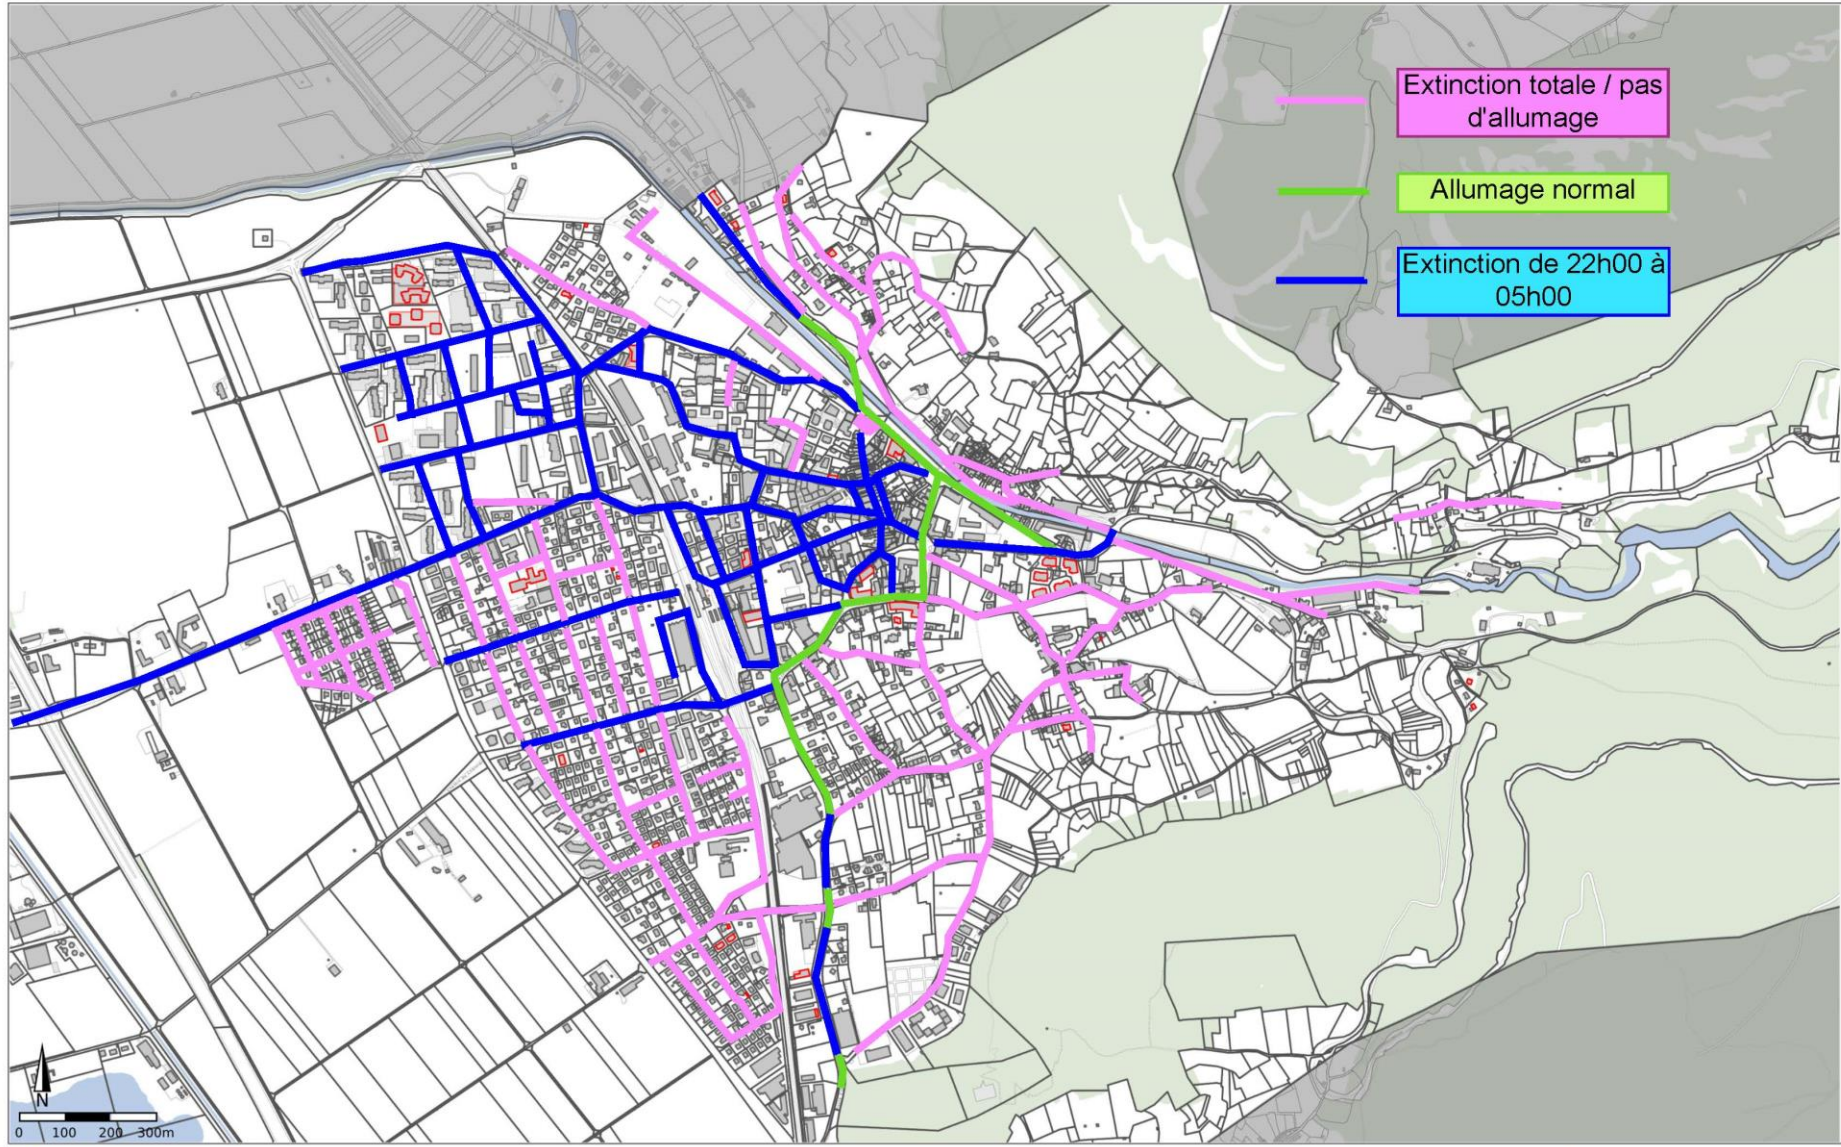 Extinction totale / pas
d'allumage
Allumage normal
Extinction de 22h00 à
05h00
N
0 100 200 300m